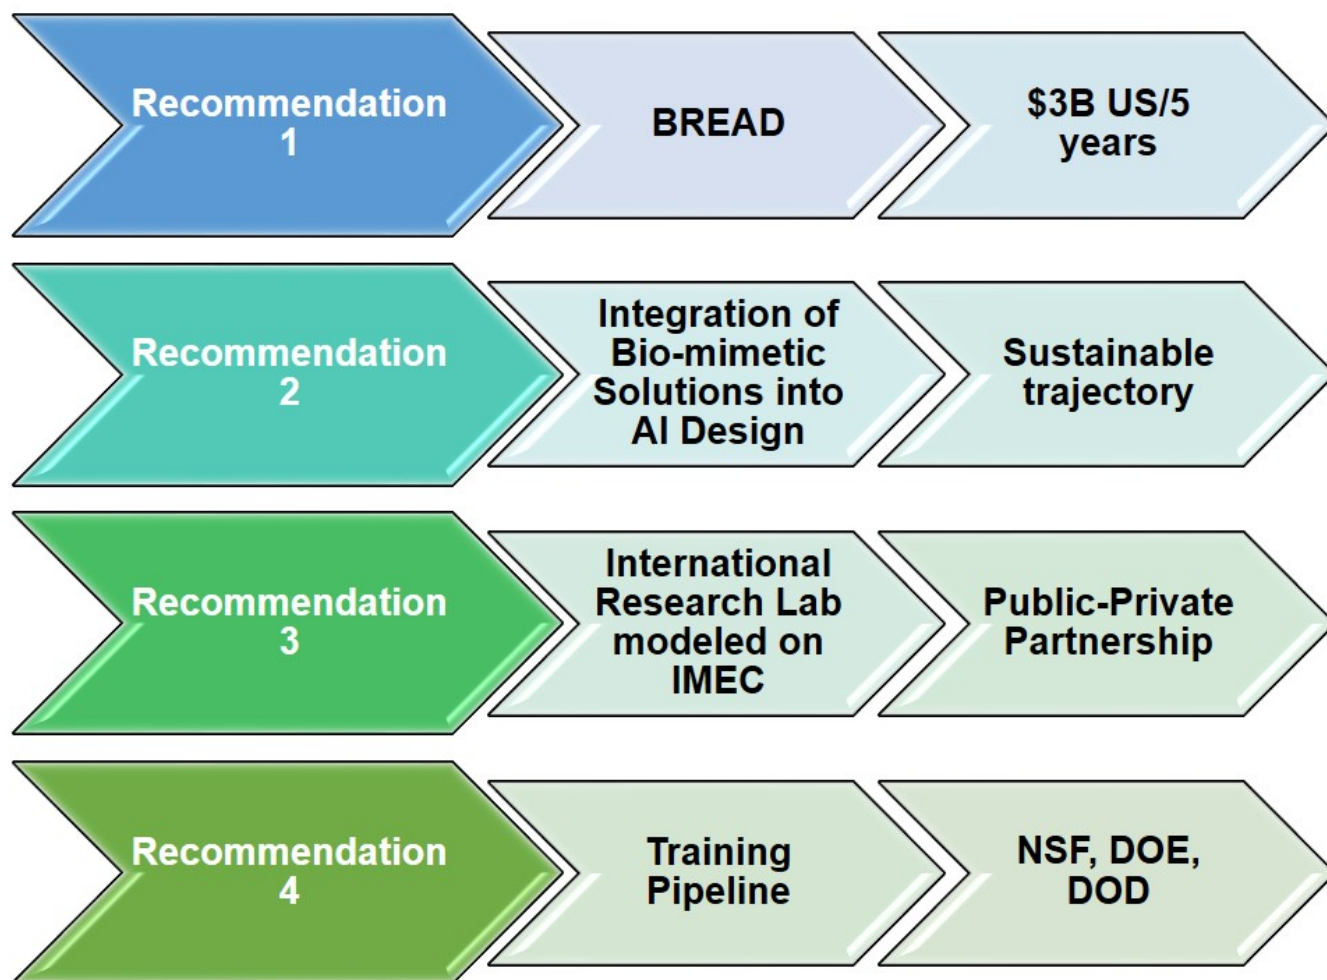 Recommendation
1
BREAD
$3B US/5
years
Recommendation
2
Integration of
Bio-mimetic
Solutions into
AI Design
Sustainable
trajectory
Recommendation
3
International
Research Lab
modeled on
IMEC
Public-Private
Partnership
Recommendation
4
Training
Pipeline
NSF, DOE,
DOD